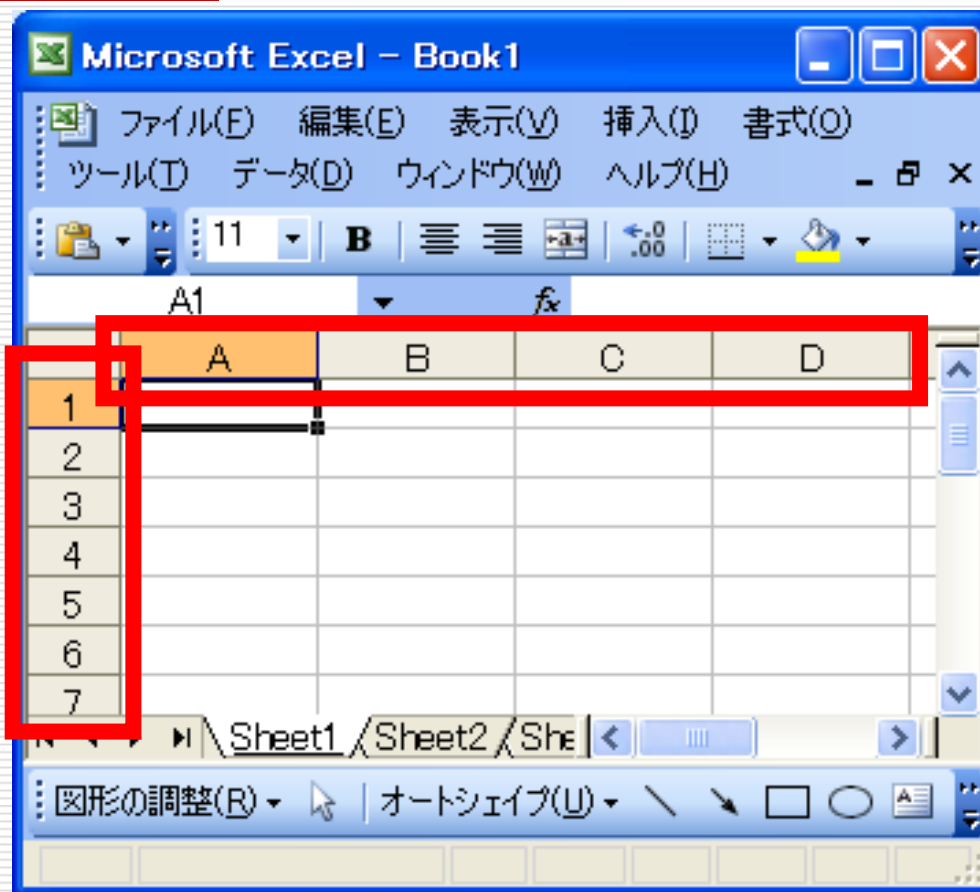 Microsoft Excel - Book1
ファイル(F) 編集(E) 表示(V) 挿入(I) 書式(O)
ツール(T) データ(D) ウィンドウ(W) ヘルプ(H)
11 B .00
A1 fx
A B C D
1
2
3
4
5
6
7
Sheet1 Sheet2 She
図形の調整(R) オートシェイプ(U)